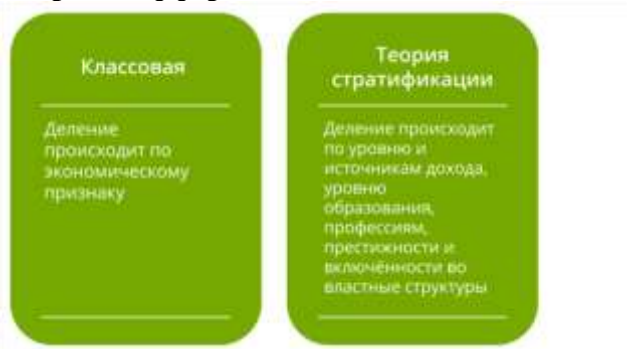 Классовая
Деление
происходит по
экономическому
признаку
Теория
стратификации
Деление происходит
по уровню и
источникам дохода,
уровню
образования,
профессиям,
престижности и
включённости во
властные структуры